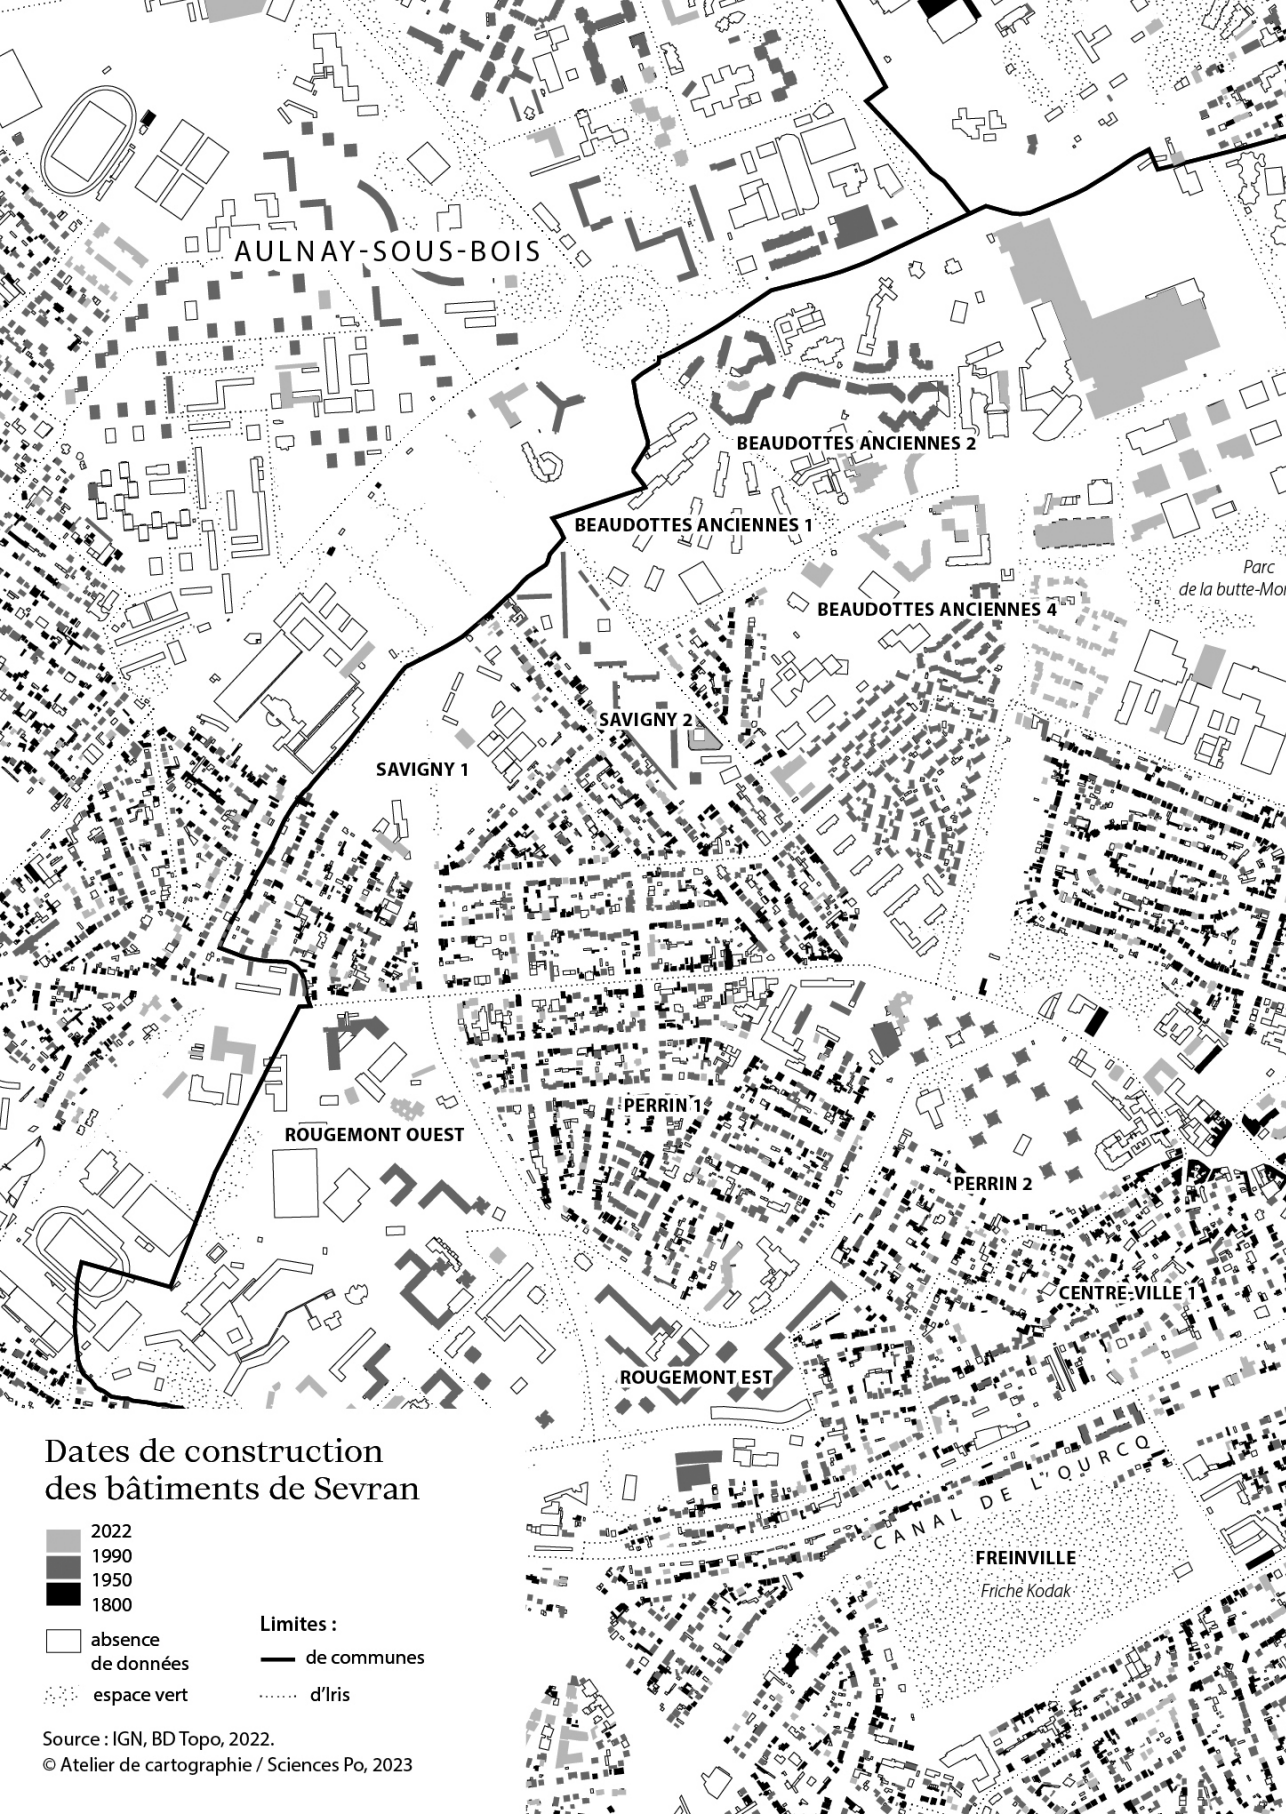 AULNAY-SOUS-BOIS
BEAUDOTTES ANCIENNES 2
BEAUDOTTES ANCIENNES 1
Parc
de la butte-Mon
BEAUDOTTES ANCIENNES 4
SAVIGNY 2
SAVIGNY 1
PERRIN 1
ROUGEMONT OUEST
PERRIN 2
CENTRE-VILLE 1
ROUGEMONT EST
CANAL DE L'OURCQ
FREINVILLE
Friche Kodak
Dates de construction
des bâtiments de Sevran
2022
1990
1950
1800
absence
de données
espace vert
Limites :
de communes
d'Iris
Source : IGN, BD Topo, 2022.
© Atelier de cartographie / Sciences Po, 2023